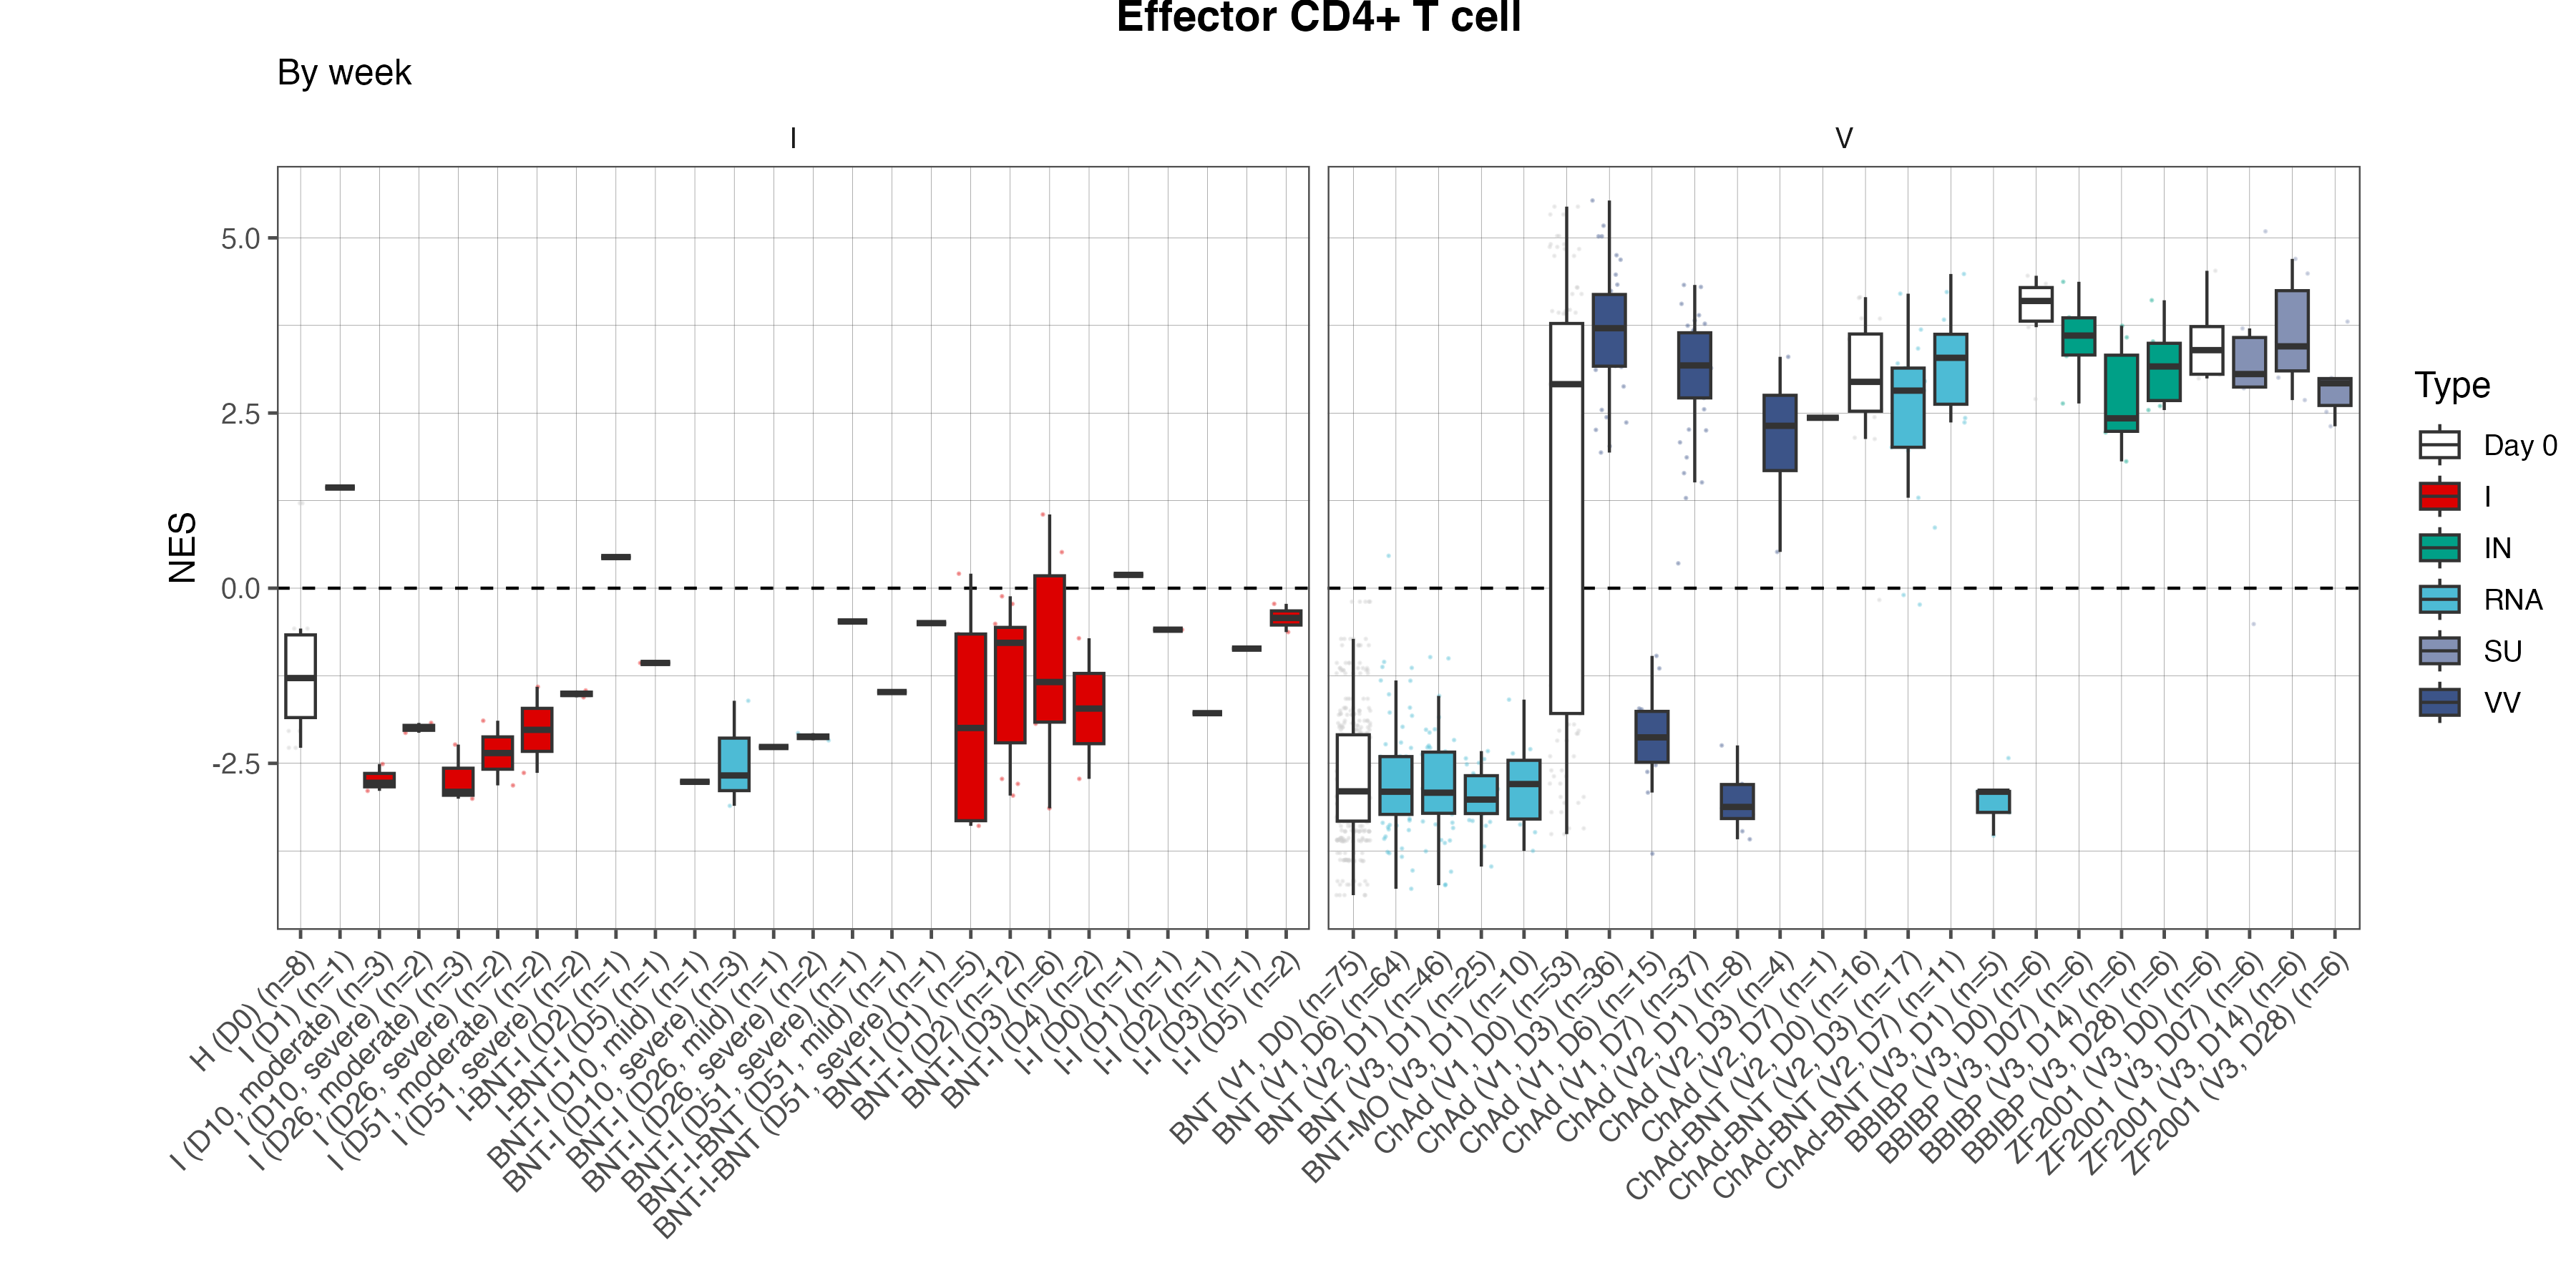 Effector CD4+ T cell
By week
I
V
NES
5.0
2.5
0.0
-2.5
H (D0) (n=8)
I (D1) (n=1)
I (D10, moderate) (n=3)
I (D10, severe) (n=2)
I (D26, moderate) (n=3)
I (D26, severe) (n=2)
I (D51, moderate) (n=2)
I (D51, severe) (n=2)
I-BNT-I (D2) (n=1)
I-BNT-I (D5) (n=1)
BNT-I (D10, mild) (n=1)
BNT-I (D10, severe) (n=3)
BNT-I (D26, mild) (n=1)
BNT-I (D26, severe) (n=2)
BNT-I (D51, severe) (n=1)
BNT-I-BNT (D51, mild) (n=1)
BNT-I-BNT (D51, severe) (n=1)
BNT-I (D1) (n=5)
BNT-I (D2) (n=12)
BNT-I (D3) (n=6)
BNT-I (D4) (n=2)
I-I (D0) (n=1)
I-I (D1) (n=1)
I-I (D2) (n=1)
I-I (D3) (n=1)
I-I (D5) (n=2)
BNT (V1, D0) (n=75)
BNT (V1, D6) (n=64)
BNT (V2, D1) (n=46)
BNT (V3, D1) (n=25)
BNT-MO (V3, D1) (n=10)
ChAd (V1, D0) (n=53)
ChAd (V1, D3) (n=36)
ChAd (V1, D6) (n=15)
ChAd (V1, D7) (n=37)
ChAd (V2, D1) (n=8)
ChAd (V2, D3) (n=4)
ChAd (V2, D7) (n=1)
ChAd-BNT (V2, D0) (n=16)
ChAd-BNT (V2, D3) (n=17)
ChAd-BNT (V2, D7) (n=11)
ChAd-BNT (V3, D1) (n=5)
BBIBP (V3, D0) (n=6)
BBIBP (V3, D07) (n=6)
BBIBP (V3, D14) (n=6)
BBIBP (V3, D28) (n=6)
ZF2001 (V3, D0) (n=6)
ZF2001 (V3, D07) (n=6)
ZF2001 (V3, D14) (n=6)
ZF2001 (V3, D28) (n=6)
Type
Day 0
I
IN
RNA
SU
VV